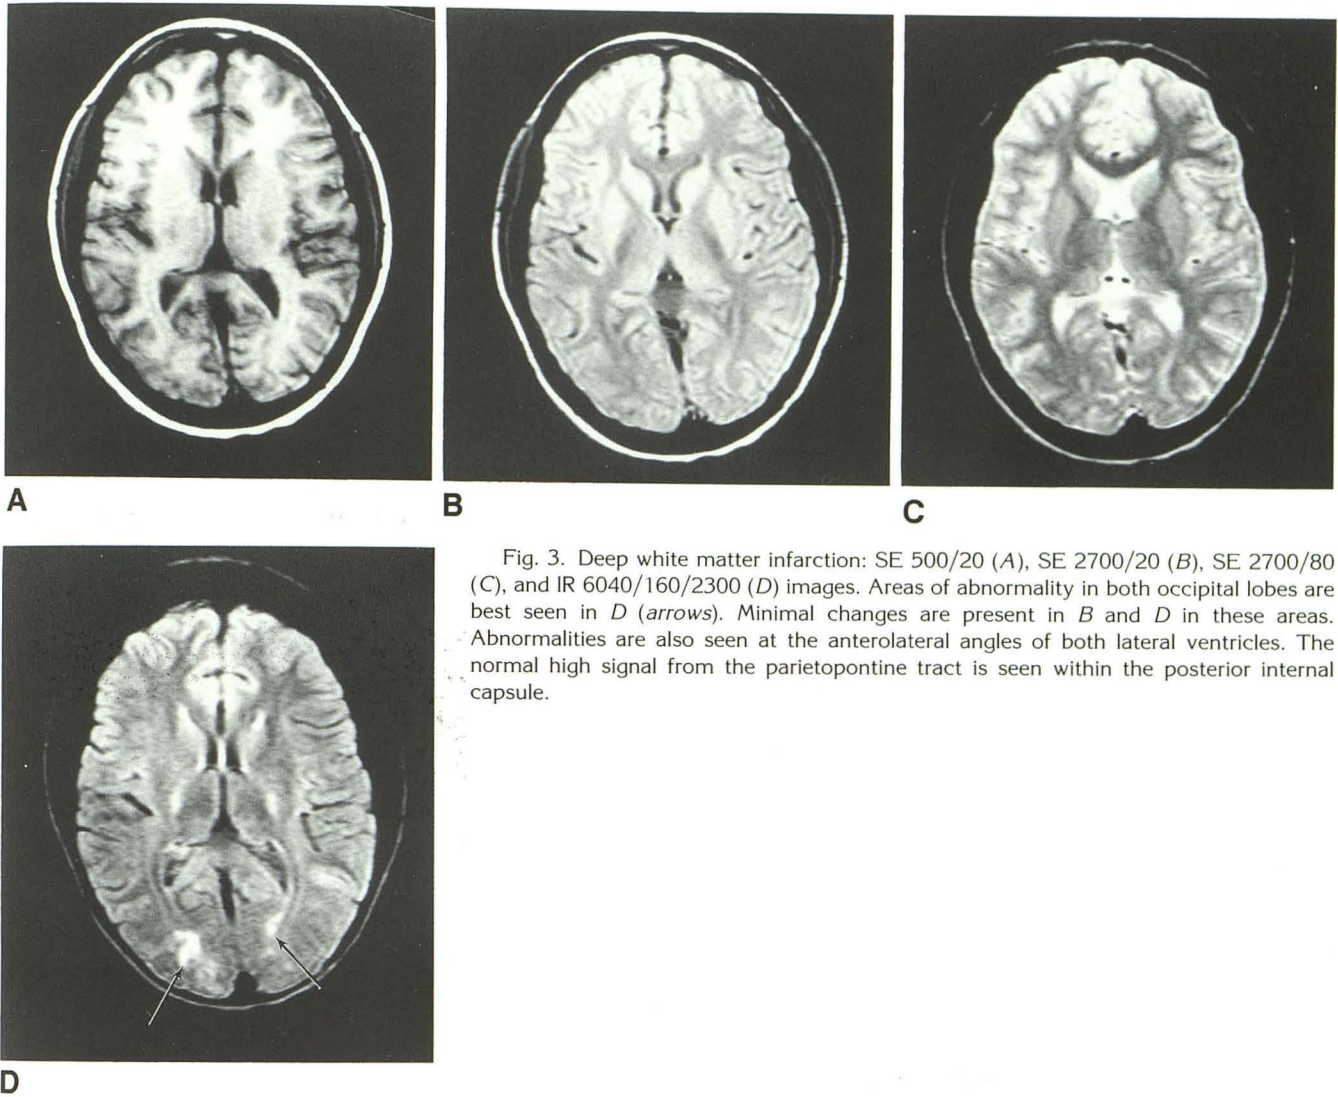 A
B
C
Fig. 3. Deep white matter infarction: SE 500/20 (A), SE 2700/20 (B), SE 2700/80
(C), and IR 6040/160/2300 (D) images. Areas of abnormality in both occipital lobes are
best seen in D (arrows). Minimal changes are present in B and D in these areas.
Abnormalities are also seen at the anterolateral angles of both lateral ventricles. The
normal high signal from the parietopontine tract is seen within the posterior internal
capsule.
D